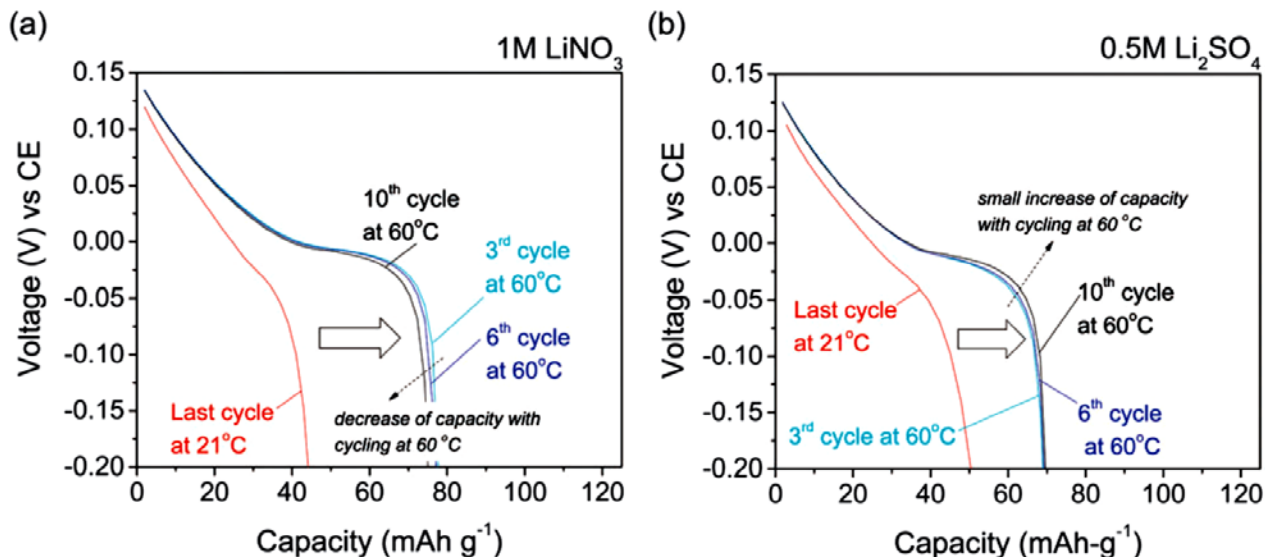 (a)
1M LiNO₃
0.15
0.10
0.05
0.00
-0.05
-0.10
-0.15
-0.20
Voltage (V) vs CE
10th cycle
at 60°C
3rd cycle
at 60°C
6th cycle
at 60°C
Last cycle
at 21°C
decrease of capacity with
cycling at 60 °C
0 20 40 60 80 100 120
Capacity (mAh g⁻¹)
(b)
0.5M Li₂SO₄
0.15
0.10
0.05
0.00
-0.05
-0.10
-0.15
-0.20
Voltage (V) vs CE
small increase of capacity
with cycling at 60 °C
Last cycle
at 21°C
10th cycle
at 60°C
3rd cycle at 60°C
6th cycle
at 60°C
0 20 40 60 80 100 120
Capacity (mAh-g⁻¹)